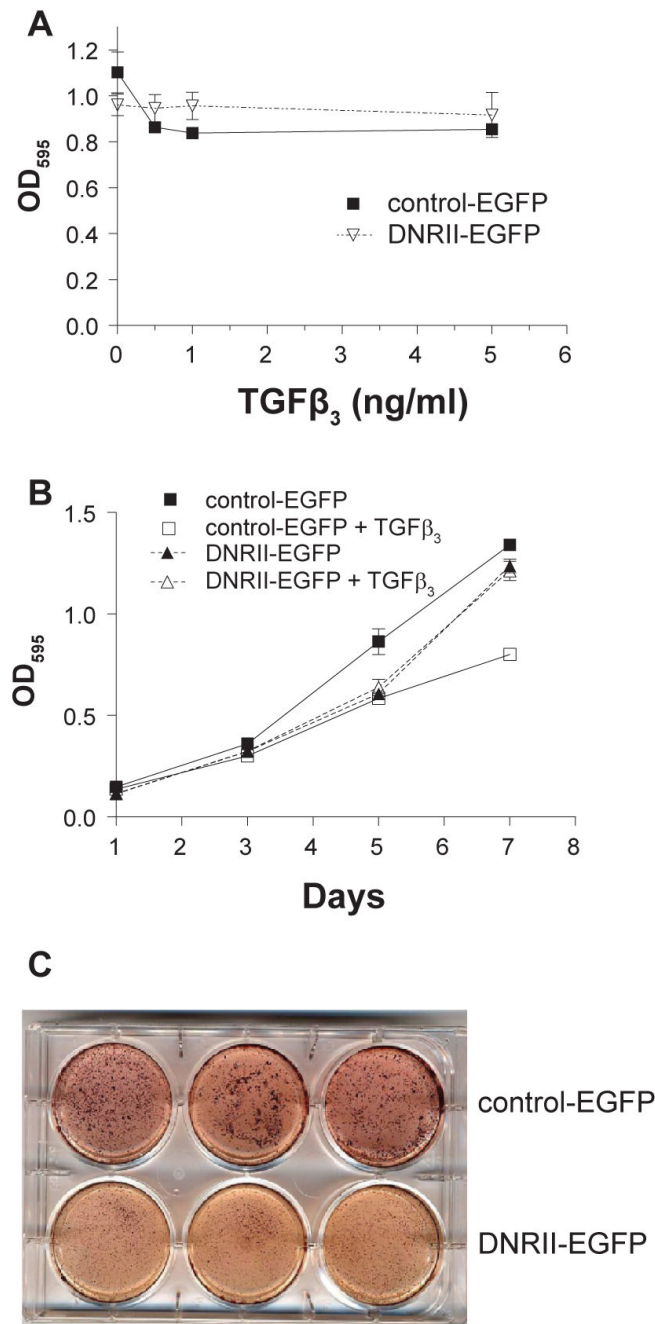 A
1.2
1.0
0.8
0.6
0.4
0.2
0.0
OD595
control-EGFP
DNRII-EGFP
0 1 2 3 4 5 6
TGFβ3 (ng/ml)
B
control-EGFP
control-EGFP + TGFβ3
DNRII-EGFP
DNRII-EGFP + TGFβ3
1.5
1.0
0.5
0.0
OD595
1 2 3 4 5 6 7 8
Days
C
control-EGFP
DNRII-EGFP